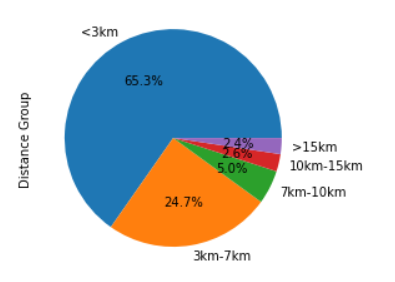 <3km
65.3%
Distance Group
2.4%
>15km
2.6%
10km-15km
5.0%
7km-10km
24.7%
3km-7km